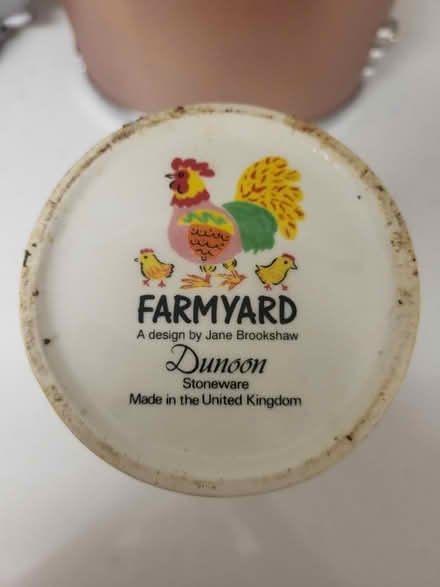 FARMYARD
A design by Jane Brookshaw
Dunoon
Stoneware
Made in the United Kingdom